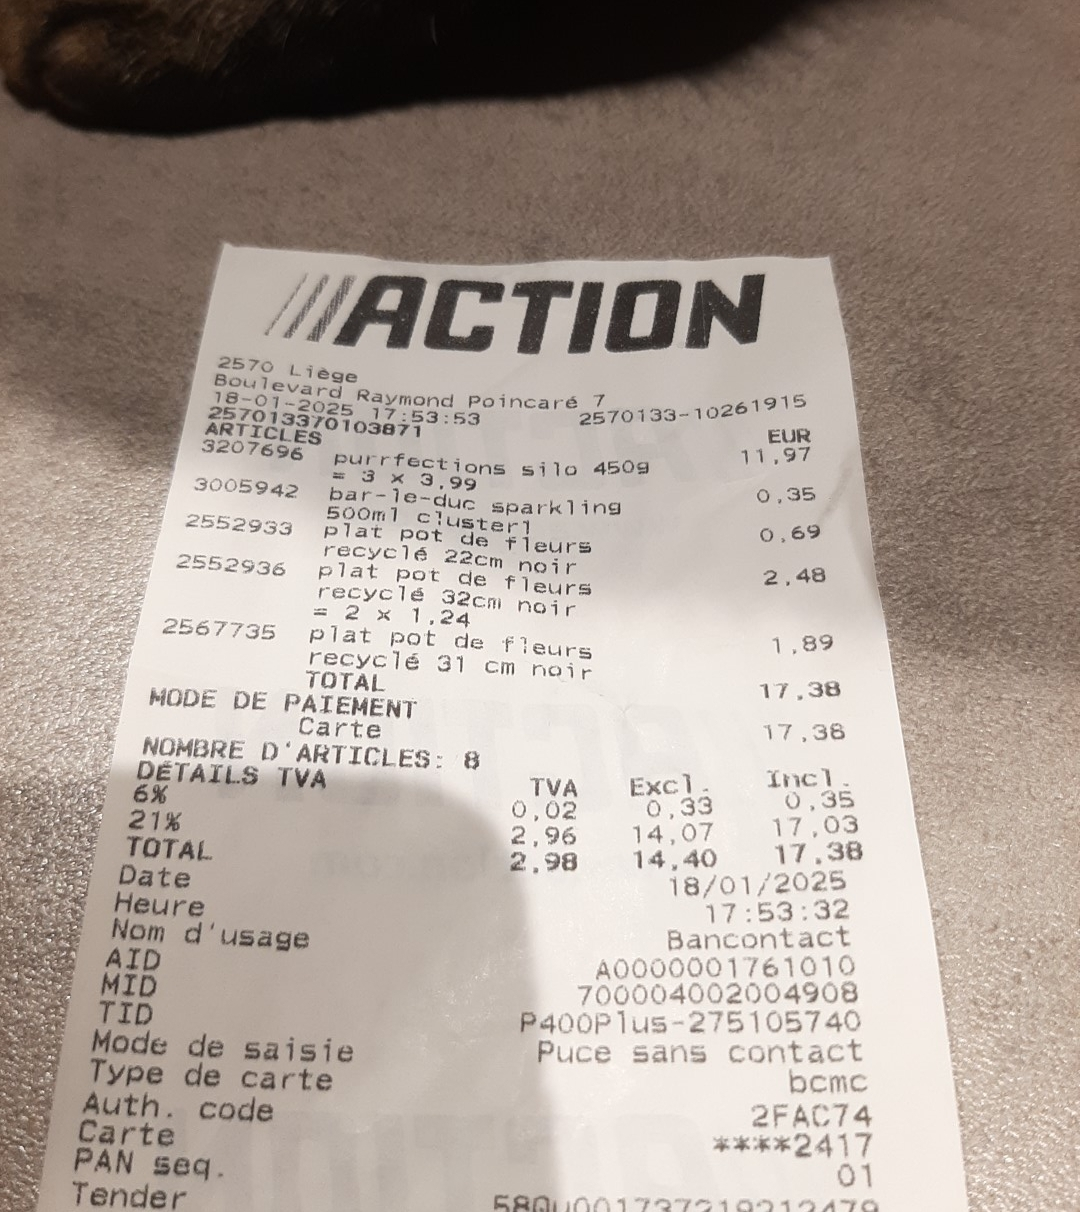 ACTION
2570 Liège
Boulevard Raymond Poincaré 7
18-01-2025 17:53:53 2570133-10261915
257013370103871
ARTICLES EUR
3207696 purrfections silo 450g 11,97
= 3 x 3,99
3005942 bar-le-duc sparkling 0,35
500ml cluster1
2552933 plat pot de fleurs 0,69
recyclé 22cm noir
2552936 plat pot de fleurs 2,48
recyclé 32cm noir
= 2 x 1,24
2567735 plat pot de fleurs 1,89
recyclé 31 cm noir
TOTAL 17,38
MODE DE PAIEMENT
Carte 17,38
NOMBRE D'ARTICLES: 8
DÉTAILS TVA TVA Excl. Incl.
6% 0,02 0,33 0,35
21% 2,96 14,07 17,03
TOTAL 2,98 14,40 17,38
Date 18/01/2025
Heure 17:53:32
Nom d'usage Bancontact
AID A0000001761010
MID 700004002004908
TID P400Plus-275105740
Mode de saisie Puce sans contact
Type de carte bcmc
Auth. code 2FAC74
Carte ****2417
PAN seq. 01
Tender